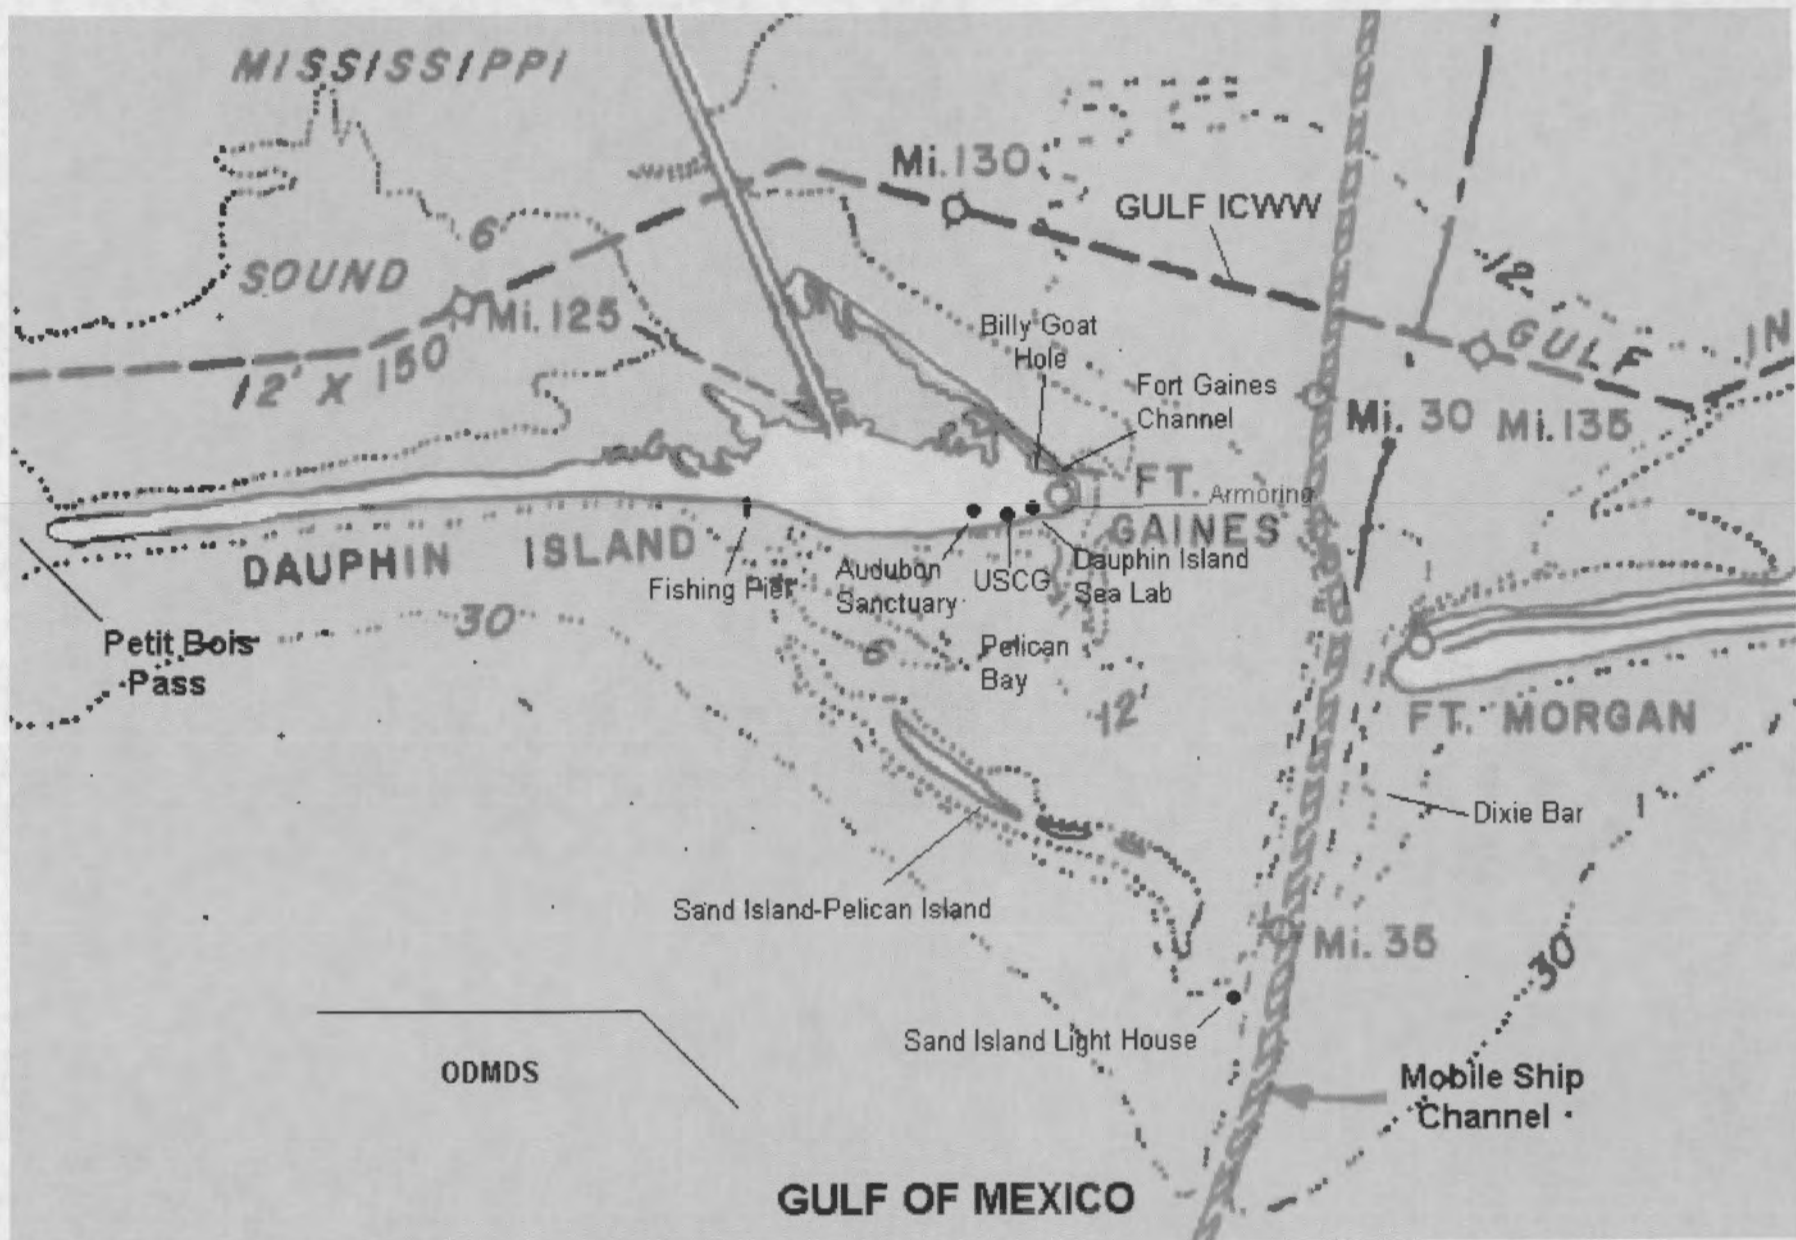 MISSISSIPPI
Mi. 130
GULF ICWW
6
12
SOUND
Mi. 125
Billy Goat
Hole
GULF
IN
12' X 150
Fort Gaines
Channel
Mi. 30
Mi. 135
FT.
Armoring
GAINES
DAUPHIN ISLAND
Fishing Pier
Audubon
Sanctuary
USCG
Dauphin Island
Sea Lab
30
Petit Bois
Pass
6
Pelican
Bay
12'
FT. MORGAN
Dixie Bar
Sand Island-Pelican Island
Mi. 35
30
Sand Island Light House
ODMDS
Mobile Ship
Channel
GULF OF MEXICO